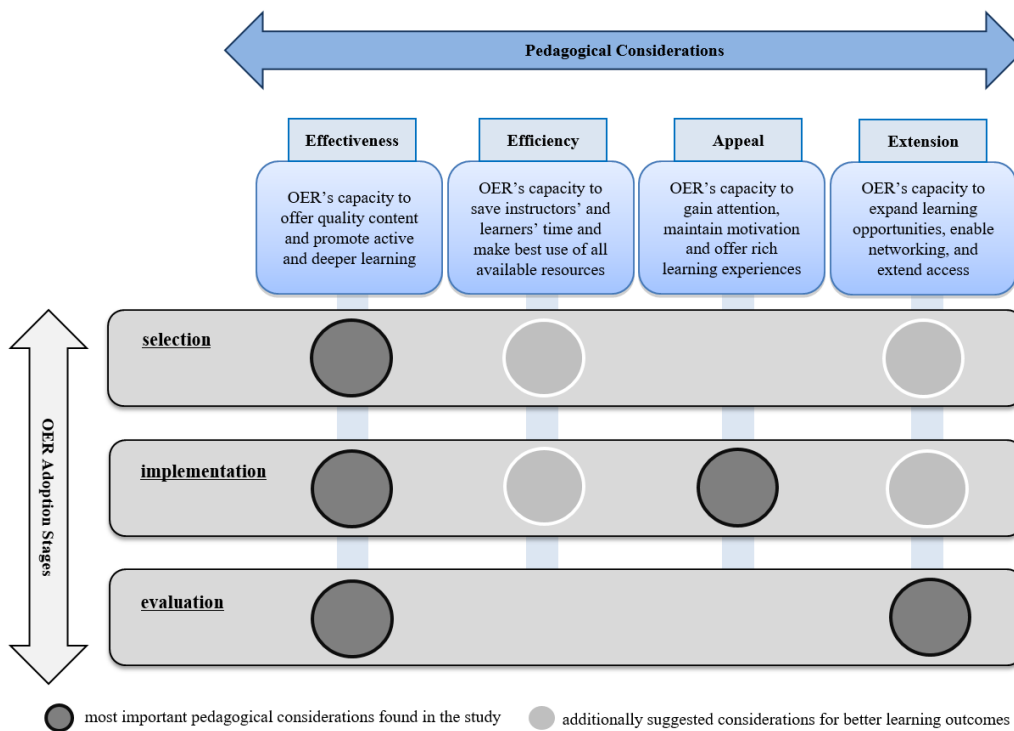 Pedagogical Considerations
Effectiveness
OER’s capacity to
offer quality content
and promote active
and deeper learning
Efficiency
OER’s capacity to
save instructors’ and
learners’ time and
make best use of all
available resources
Appeal
OER’s capacity to
gain attention,
maintain motivation
and offer rich
learning experiences
Extension
OER’s capacity to
expand learning
opportunities, enable
networking, and
extend access
OER Adoption Stages
selection
implementation
evaluation
most important pedagogical considerations found in the study
additionally suggested considerations for better learning outcomes